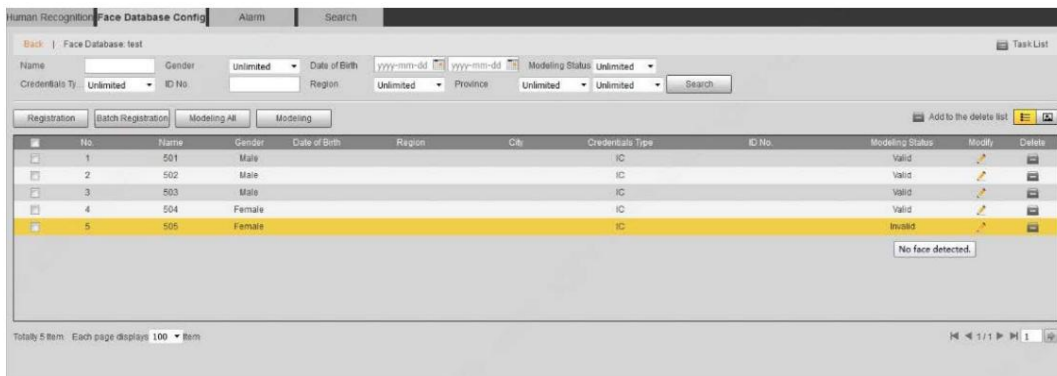 Human Recognition Face Database Config Alarm Search
Back | Face Database: test Task List
Name Gender Unlimited Date of Birth yyyy-mm-dd yyyy-mm-dd Modeling Status Unlimited
Credentials Ty... Unlimited ID No. Region Unlimited Province Unlimited Unlimited Search
Registration Batch Registration Modeling All Modeling Add to the delete list
No. Name Gender Date of Birth Region City Credentials Type ID No. Modeling Status Modify Delete
1 501 Male IC Valid
2 502 Male IC Valid
3 503 Male IC Valid
4 504 Female IC Valid
5 505 Female IC Invalid
No face detected.
Totally 5 Item Each page displays 100 Item 1/1 1